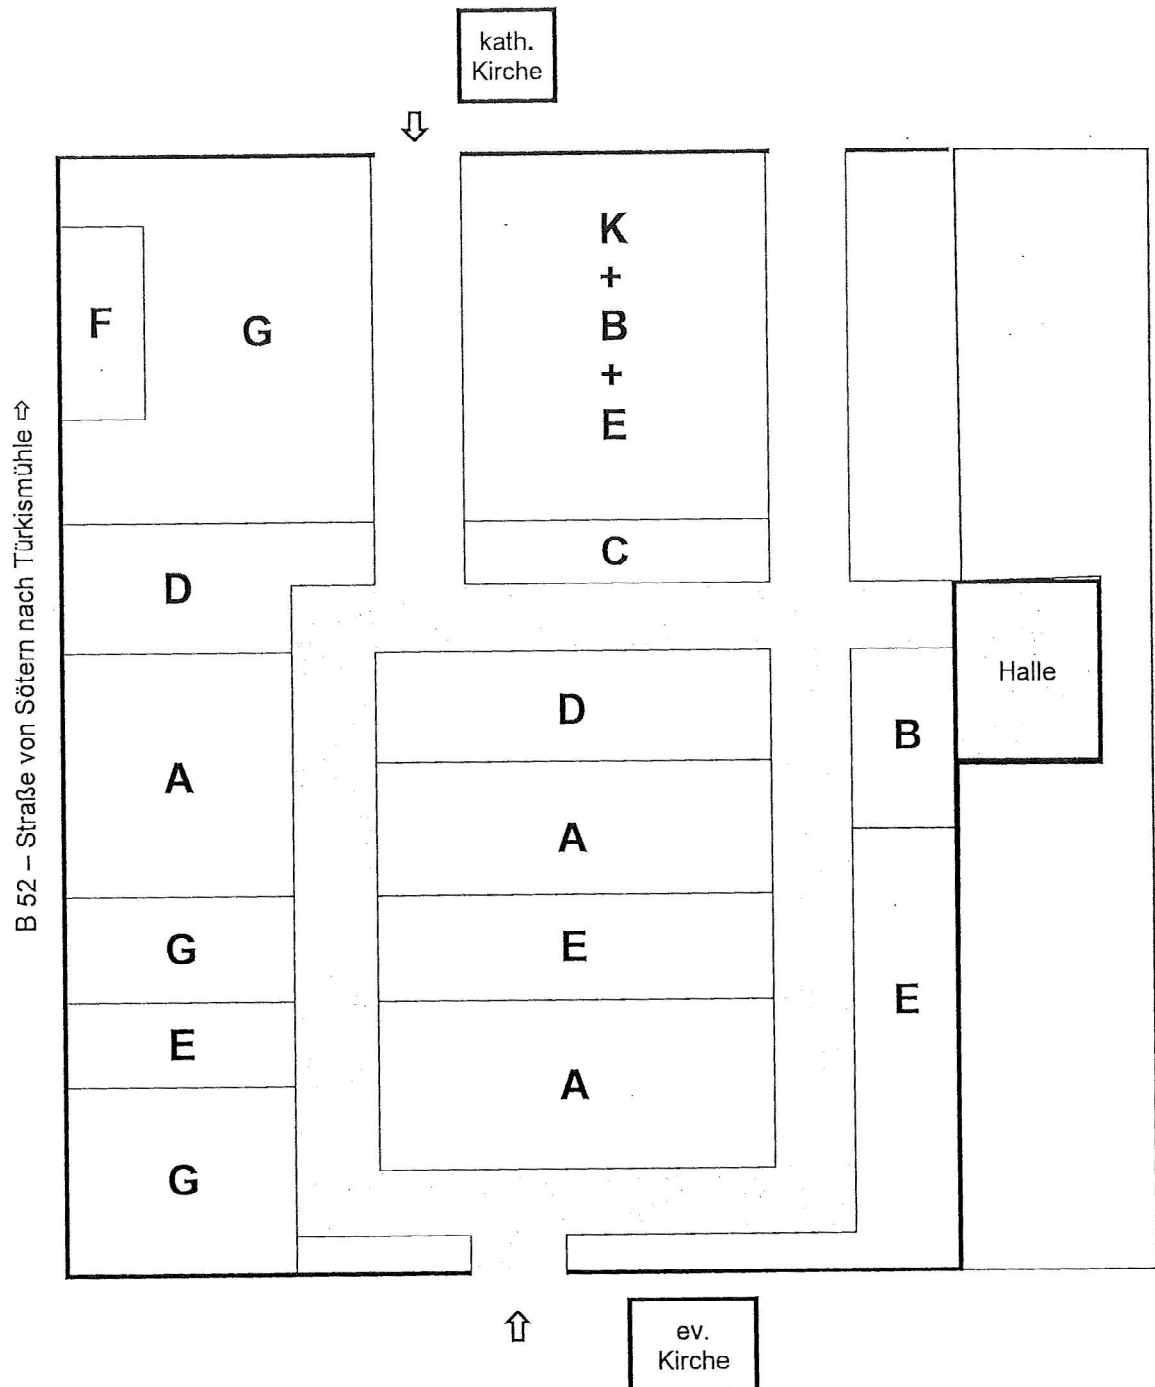 kath.
Kirche
⇩
K
+
B
+
E
F
G
C
D
B 52 – Straße von Sötern nach Türkismühle ⇨
Halle
D
B
A
A
G
E
E
E
A
G
⇧
ev.
Kirche